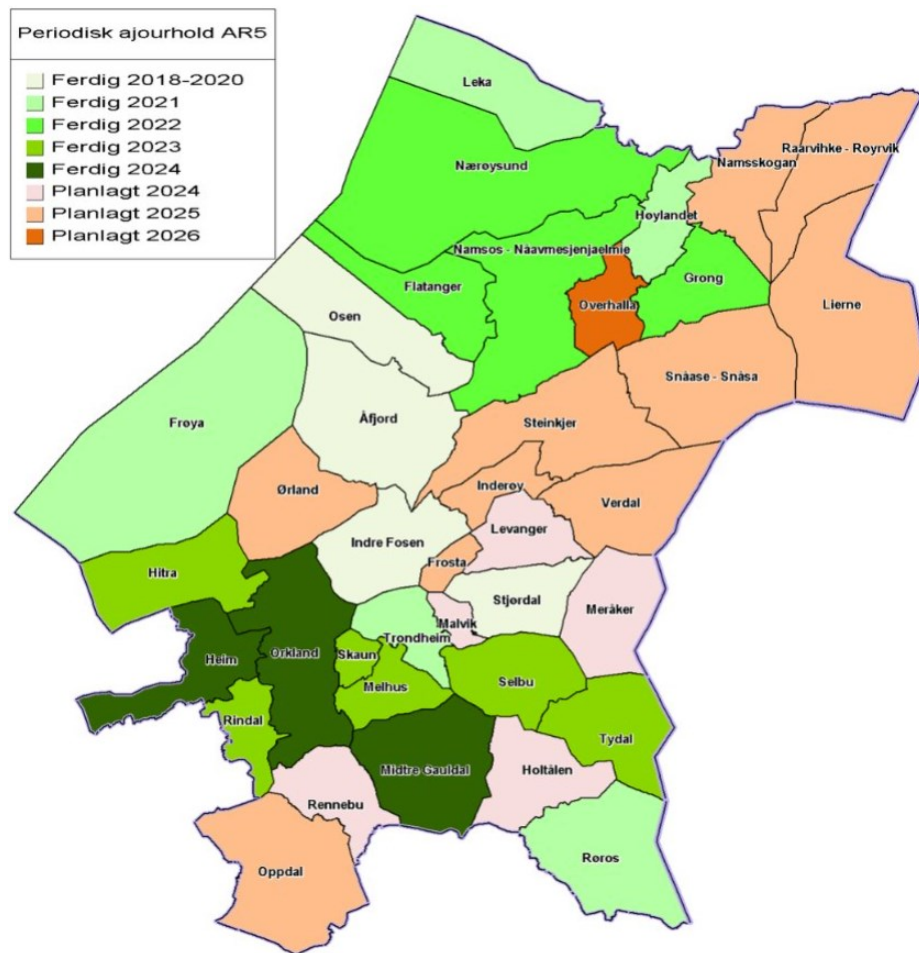 Periodisk ajourhold AR5
Ferdig 2018-2020
Ferdig 2021
Ferdig 2022
Ferdig 2023
Ferdig 2024
Planlagt 2024
Planlagt 2025
Planlagt 2026
Leka
Nærøysund
Raarvihke - Røyrvik
Namsskogan
Høylandet
Namsos - Nåavmesjenjaelmie
Flatanger
Grong
Overhalla
Lierne
Osen
Snåase - Snåsa
Åfjord
Frøya
Steinkjer
Ørland
Inderøy
Verdal
Levanger
Indre Fosen
Frosta
Hitra
Stjørdal
Meråker
Malvik
Trondheim
Orkland
Skaun
Heim
Selbu
Melhus
Rindal
Tydal
Midtre Gauldal
Holtålen
Rennebu
Røros
Oppdal